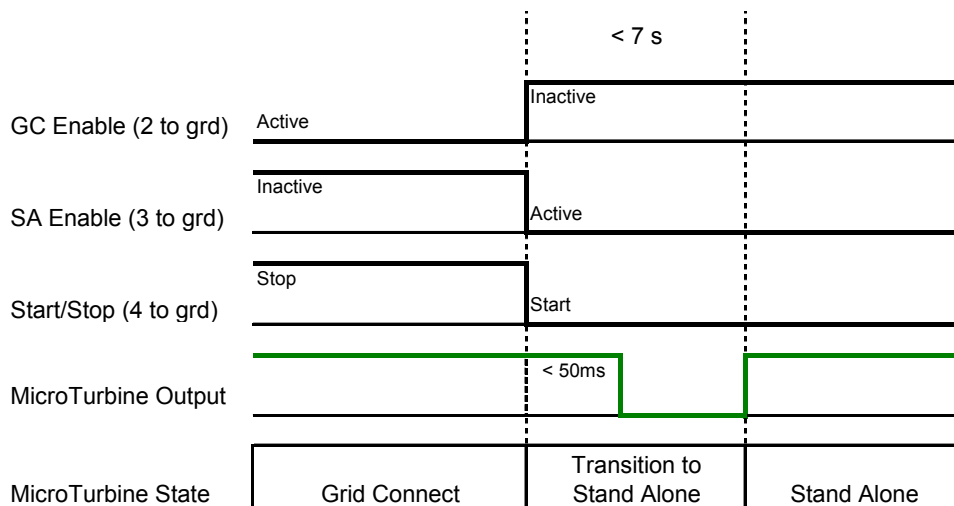 < 7 s
GC Enable (2 to grd)
Active
Inactive
SA Enable (3 to grd)
Inactive
Active
Start/Stop (4 to grd)
Stop
Start
MicroTurbine Output
< 50ms
MicroTurbine State
Grid Connect
Transition to
Stand Alone
Stand Alone